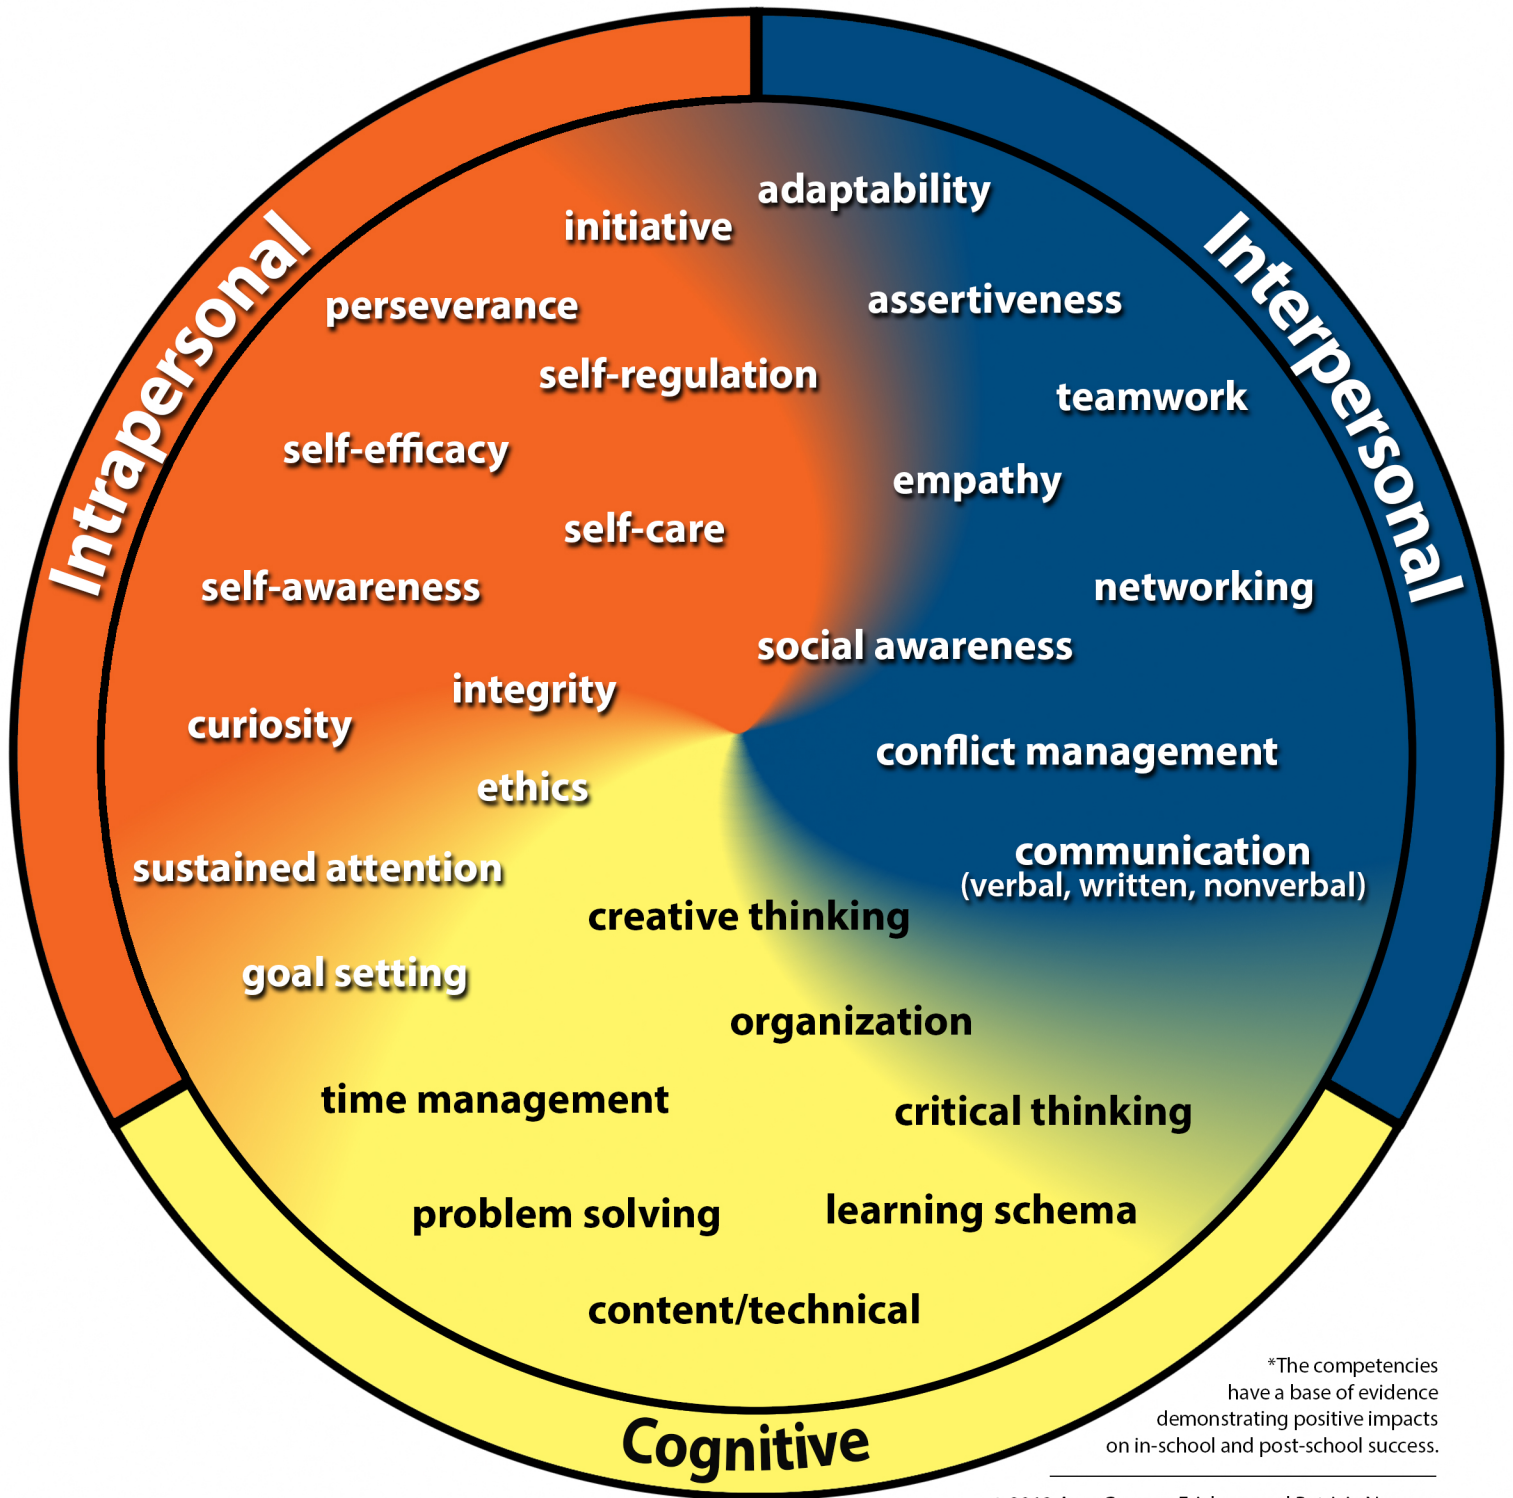 Intrapersonal
Interpersonal
adaptability
initiative
assertiveness
perseverance
self-regulation
teamwork
self-efficacy
empathy
self-care
self-awareness
networking
social awareness
integrity
curiosity
conflict management
ethics
communication
(verbal, written, nonverbal)
sustained attention
creative thinking
goal setting
organization
time management
critical thinking
problem solving
learning schema
content/technical
Cognitive
*The competencies
have a base of evidence
demonstrating positive impacts
on in-school and post-school success.